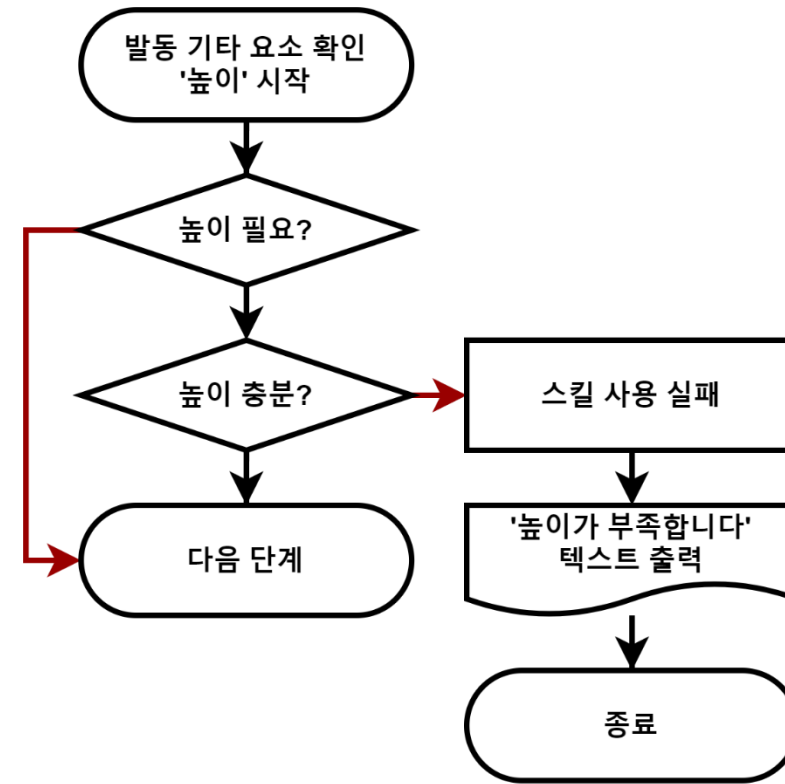 발동 기타 요소 확인
'높이' 시작
높이 필요?
높이 충분?
스킬 사용 실패
다음 단계
'높이가 부족합니다'
텍스트 출력
종료